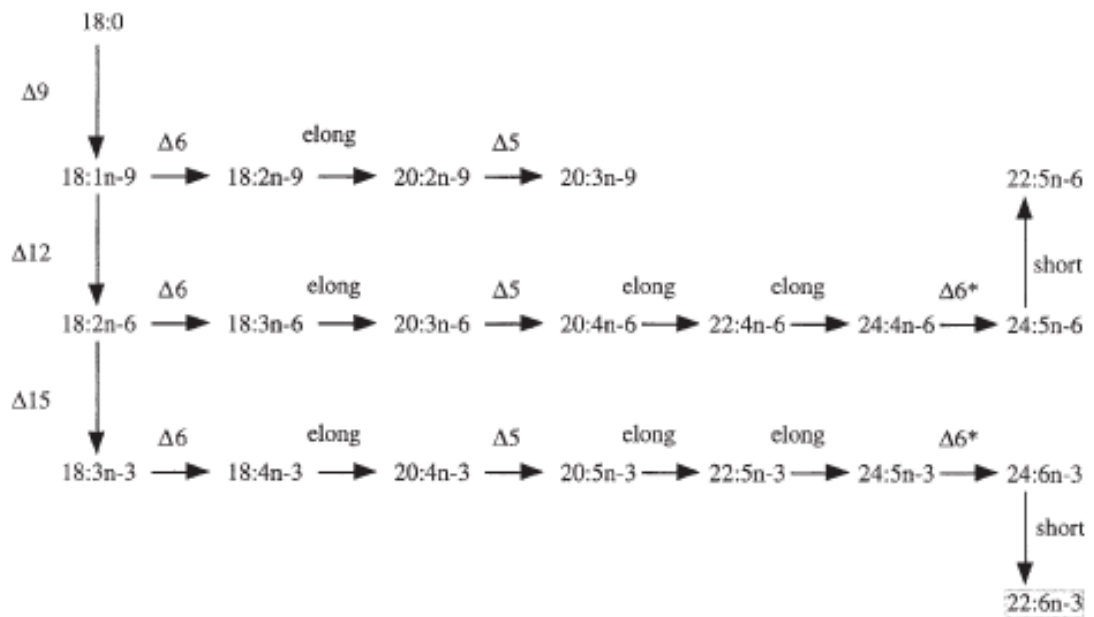 18:0
Δ9
Δ6 elong Δ5
18:1n-9 18:2n-9 20:2n-9 20:3n-9 22:5n-6
Δ12 short
Δ6 elong Δ5 elong elong Δ6*
18:2n-6 18:3n-6 20:3n-6 20:4n-6 22:4n-6 24:4n-6 24:5n-6
Δ15
Δ6 elong Δ5 elong elong Δ6*
18:3n-3 18:4n-3 20:4n-3 20:5n-3 22:5n-3 24:5n-3 24:6n-3
short
22:6n-3